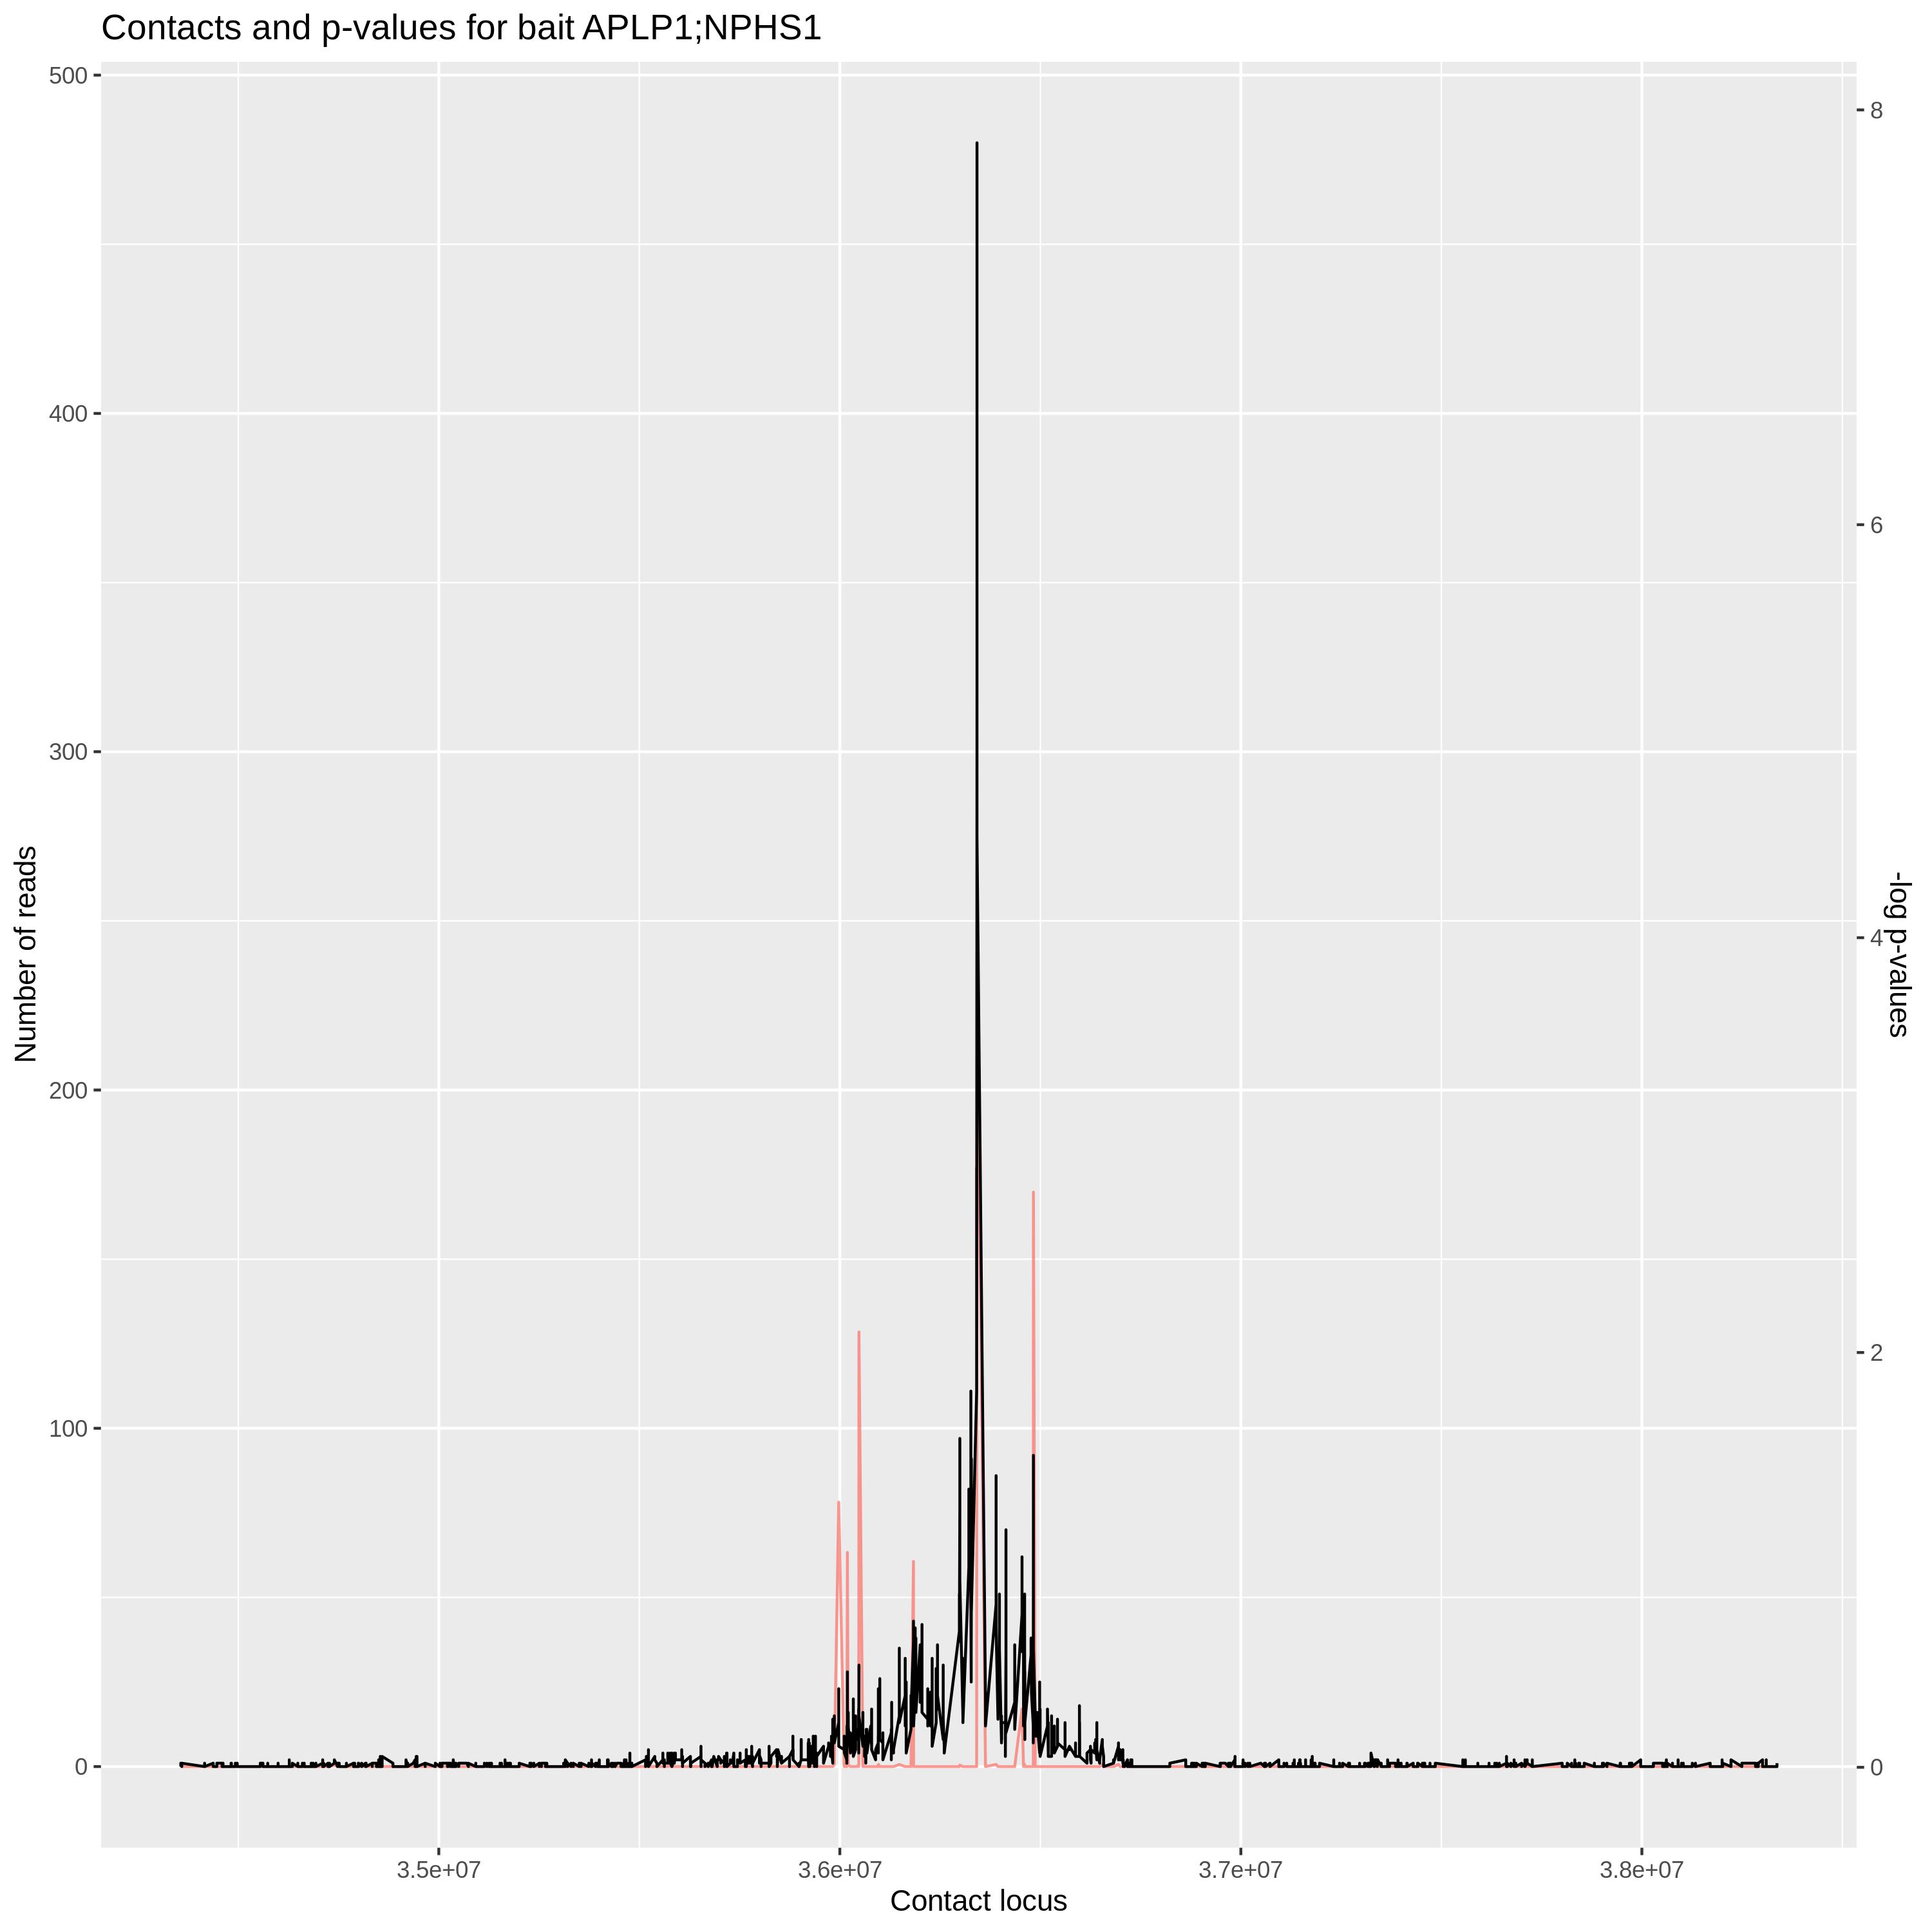 Contacts and p-values for bait APLP1;NPHS1
500
400
300
200
100
0
Number of reads
8
6
4
2
0
-log p-values
3.5e+07
3.6e+07
3.7e+07
3.8e+07
Contact locus